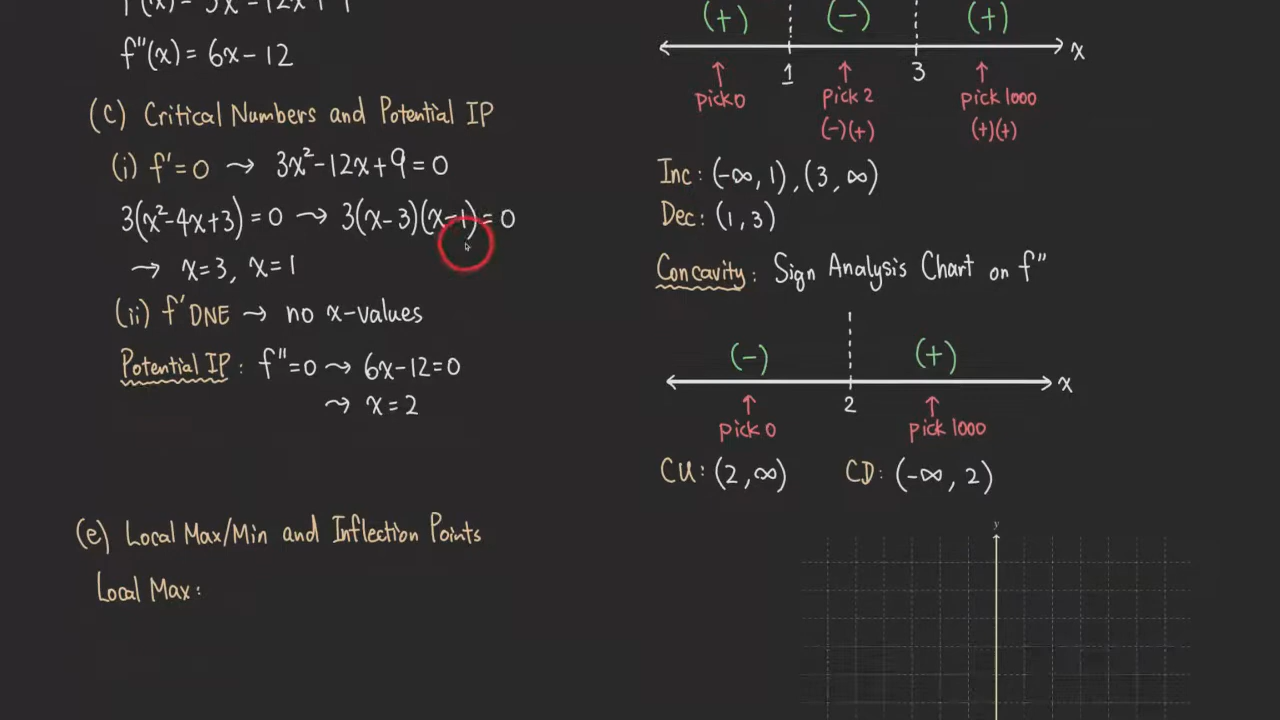 f'(x) = 3x²-12x+9
f"(x) = 6x-12
(c) Critical Numbers and Potential IP
(i) f'=0 → 3x²-12x+9=0
3(x²-4x+3)=0 → 3(x-3)(x-1)=0
→ x=3, x=1
(ii) f' DNE → no x-values
Potential IP: f"=0 → 6x-12=0
→ x=2
(e) Local Max/Min and Inflection Points
Local Max:
(+) (-) (+)
x
1 3
↑ ↑ ↑
pick 0 pick 2 pick 1000
(-)(+) (+)(+)
Inc: (-∞, 1), (3, ∞)
Dec: (1, 3)
Concavity: Sign Analysis Chart on f"
(-) (+)
x
2
↑ ↑
pick 0 pick 1000
CU: (2, ∞) CD: (-∞, 2)
y